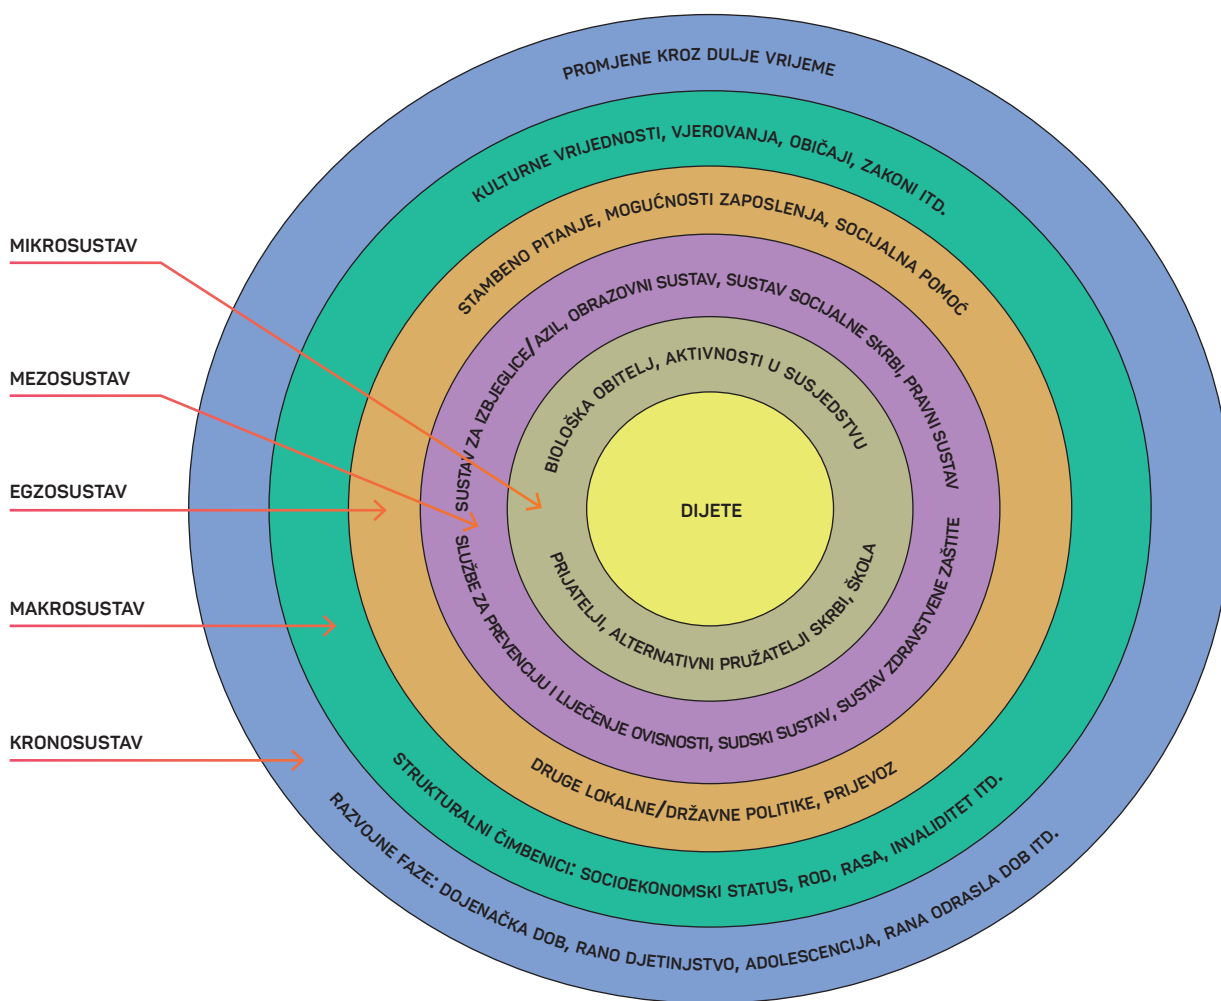 PROMJENE KROZ DULJE VRIJEME
KULTURNE VRIJEDNOSTI, VJEROVANJA, OBIČAJI, ZAKONI ITD.
STAMBENO PITANJE, MOGUĆNOSTI ZAPOSLENJA, SOCIJALNA POMOĆ
SUSTAV ZA IZBJEGLICE/AZIL, OBRAZOVNI SUSTAV, SUSTAV SOCIJALNE SKRBI, PRAVNI SUSTAV
BIOLOŠKA OBITELJ, AKTIVNOSTI U SUSJEDSTVU
DIJETE
PRIJATELJI, ALTERNATIVNI PRUŽATELJI SKRBI, ŠKOLA
SLUŽBE ZA PREVENCIJU I LIJEČENJE OVISNOSTI, SUDSKI SUSTAV, SUSTAV ZDRAVSTVENE ZAŠTITE
DRUGE LOKALNE/DRŽAVNE POLITIKE, PRIJEVOZ
STRUKTURALNI ČIMBENICI: SOCIOEKONOMSKI STATUS, ROD, RASA, INVALIDITET ITD.
RAZVOJNE FAZE: DOJENAČKA DOB, RANO DJETINJSTVO, ADOLESCENCIJA, RANA ODRASLA DOB ITD.
MIKROSUSTAV
MEZOSUSTAV
EGZOSUSTAV
MAKROSUSTAV
KRONOSUSTAV